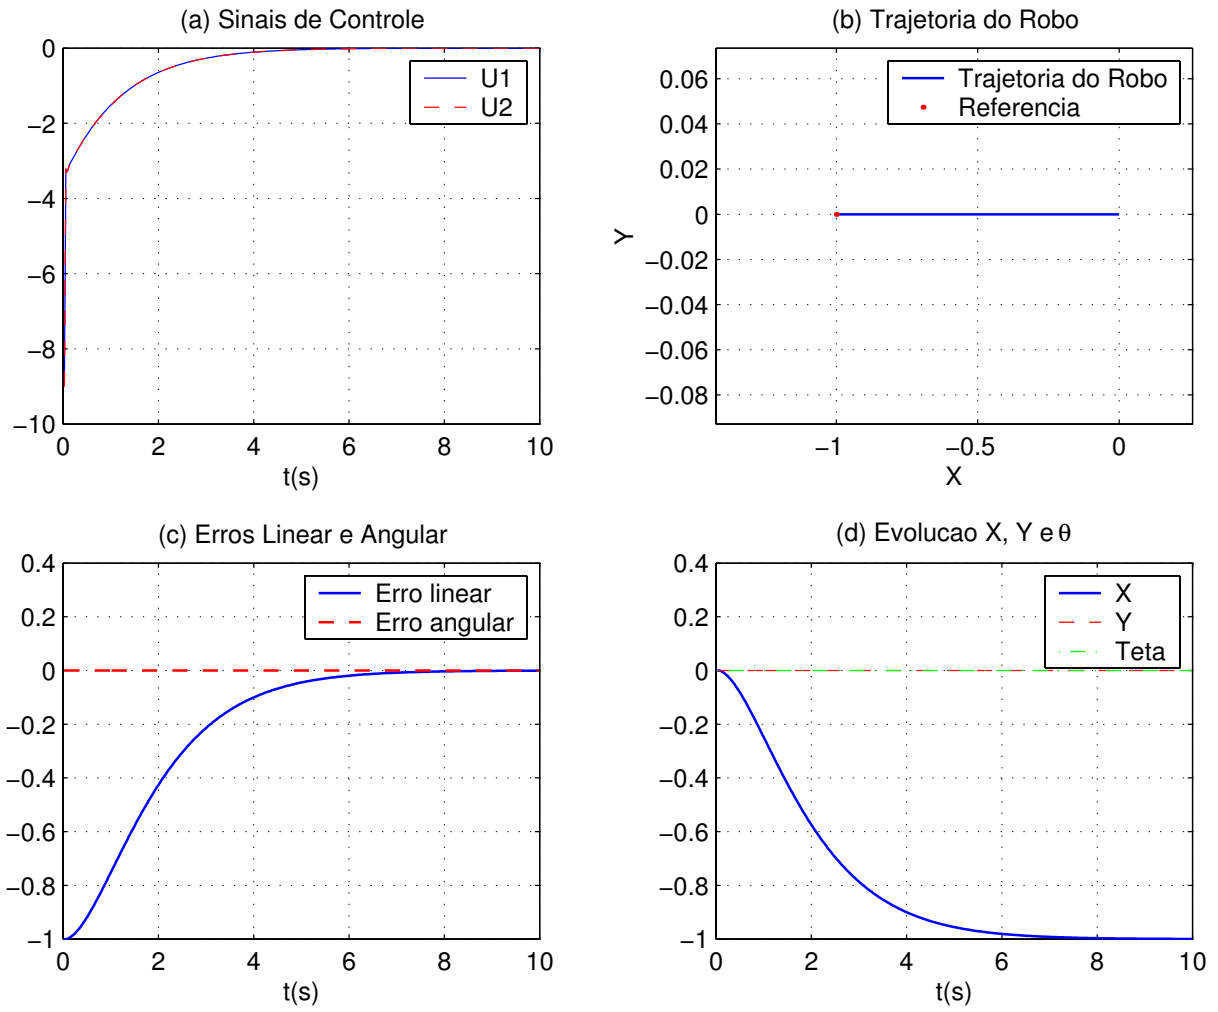 (a) Sinais de Controle
0
−2
−4
−6
−8
−10
0 2 4 6 8 10
t(s)
U1
U2
(b) Trajetoria do Robo
0.06
0.04
0.02
0
−0.02
−0.04
−0.06
−0.08
−1 −0.5 0
X
Y
Trajetoria do Robo
Referencia
(c) Erros Linear e Angular
0.4
0.2
0
−0.2
−0.4
−0.6
−0.8
−1
0 2 4 6 8 10
t(s)
Erro linear
Erro angular
(d) Evolucao X, Y e θ
0.4
0.2
0
−0.2
−0.4
−0.6
−0.8
−1
0 2 4 6 8 10
t(s)
X
Y
Teta